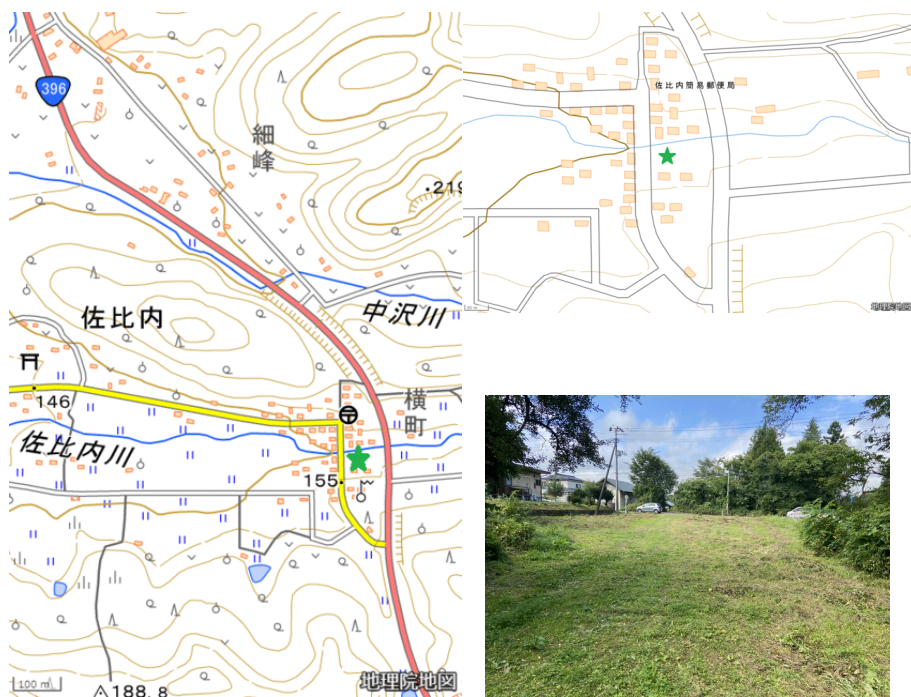 396
細峰
219
中沢川
佐比内
146
横町
佐比内川
155
100 m
188.8
地理院地図
佐比内簡易郵便局
地理院地図